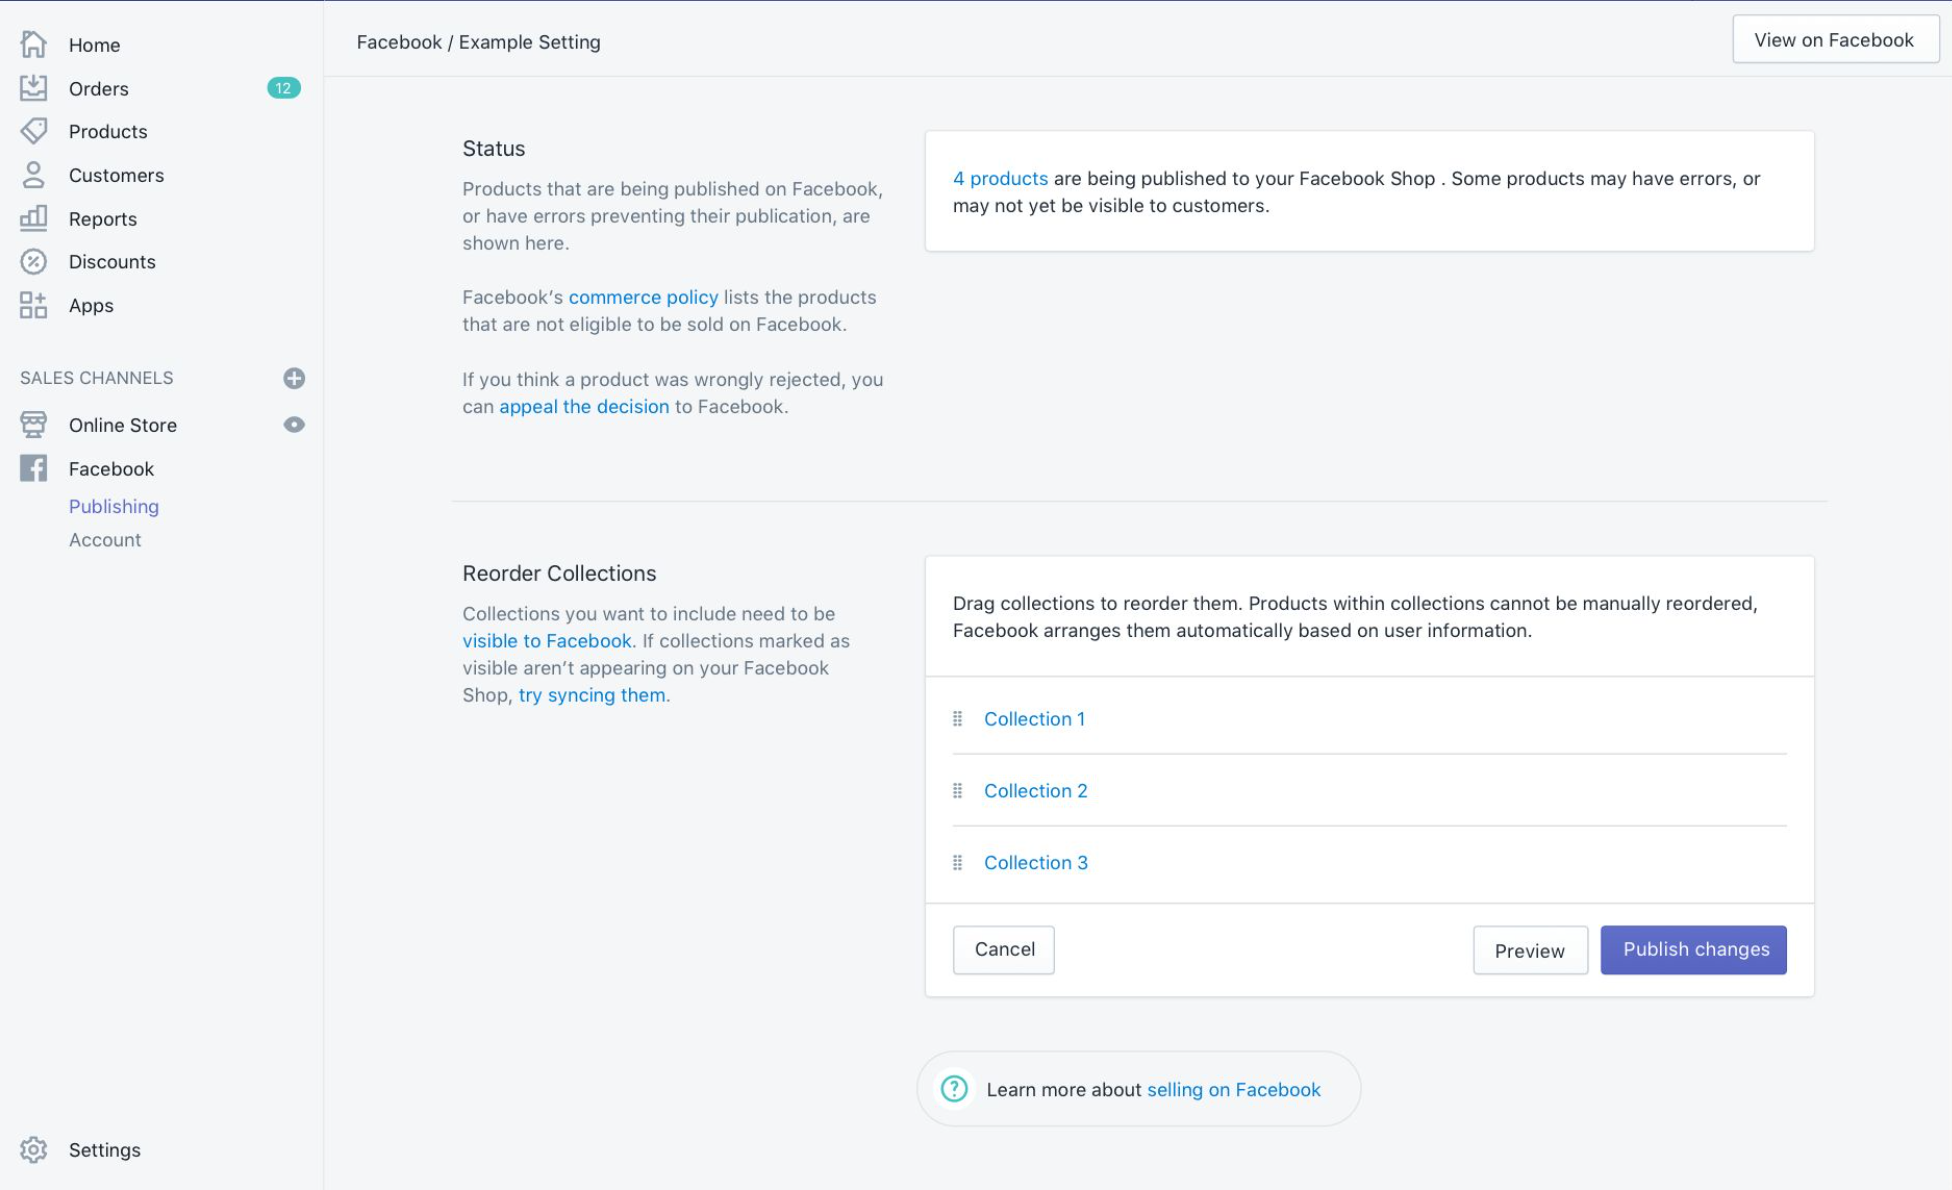 Home
Orders
12
Products
Customers
Reports
Discounts
Apps
SALES CHANNELS
Online Store
Facebook
Publishing
Account
Settings
Facebook / Example Setting
View on Facebook
Status
Products that are being published on Facebook,
or have errors preventing their publication, are
shown here.
Facebook’s commerce policy lists the products
that are not eligible to be sold on Facebook.
If you think a product was wrongly rejected, you
can appeal the decision to Facebook.
4 products are being published to your Facebook Shop . Some products may have errors, or
may not yet be visible to customers.
Reorder Collections
Collections you want to include need to be
visible to Facebook. If collections marked as
visible aren’t appearing on your Facebook
Shop, try syncing them.
Drag collections to reorder them. Products within collections cannot be manually reordered,
Facebook arranges them automatically based on user information.
Collection 1
Collection 2
Collection 3
Cancel
Preview
Publish changes
Learn more about selling on Facebook